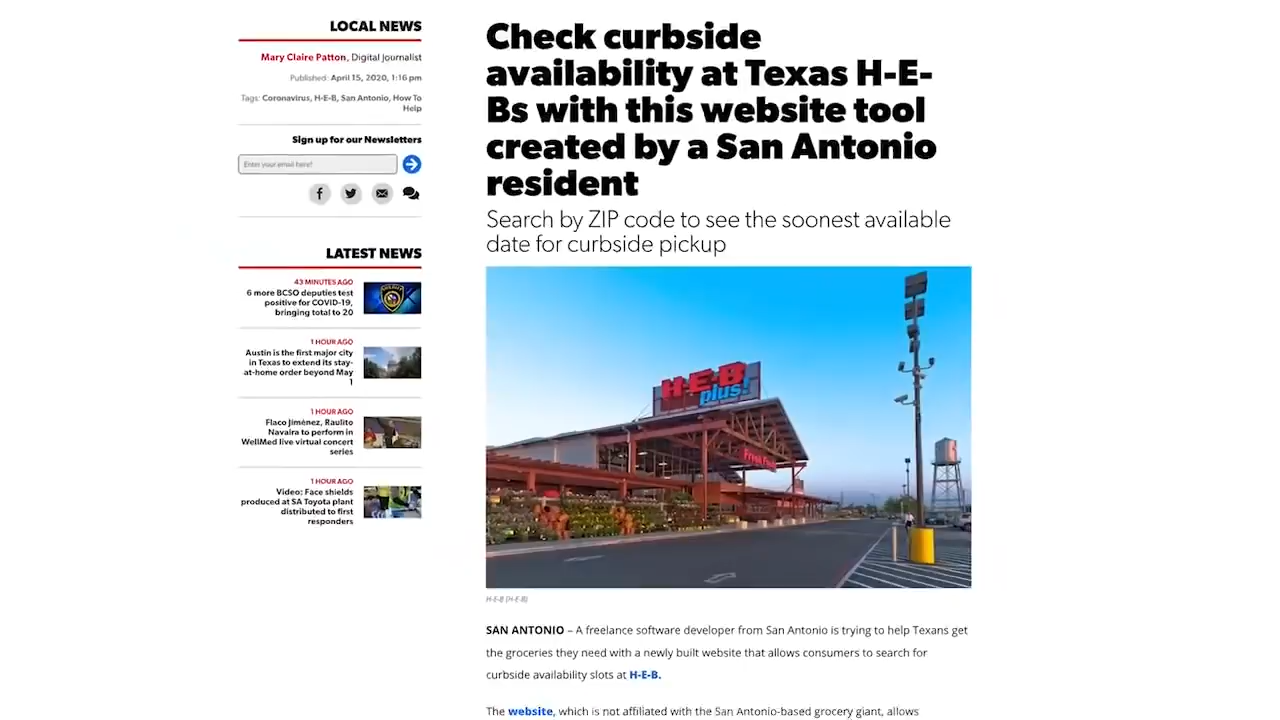 LOCAL NEWS
Mary Claire Patton, Digital Journalist
Published: April 15, 2020, 1:16 pm
Tags: Coronavirus, H-E-B, San Antonio, How To
Help
Sign up for our Newsletters
Enter your email here!
LATEST NEWS
43 MINUTES AGO
6 more BCSO deputies test
positive for COVID-19,
bringing total to 20
1 HOUR AGO
Austin is the first major city
in Texas to extend its stay-
at-home order beyond May
1
1 HOUR AGO
Flaco Jiménez, Raulito
Navaira to perform in
WellMed live virtual concert
series
1 HOUR AGO
Video: Face shields
produced at SA Toyota plant
distributed to first
responders
Check curbside
availability at Texas H-E-
Bs with this website tool
created by a San Antonio
resident
Search by ZIP code to see the soonest available
date for curbside pickup
H-E-B
plus!
H-E-B (H-E-B)
SAN ANTONIO – A freelance software developer from San Antonio is trying to help Texans get
the groceries they need with a newly built website that allows consumers to search for
curbside availability slots at H-E-B.
The website, which is not affiliated with the San Antonio-based grocery giant, allows